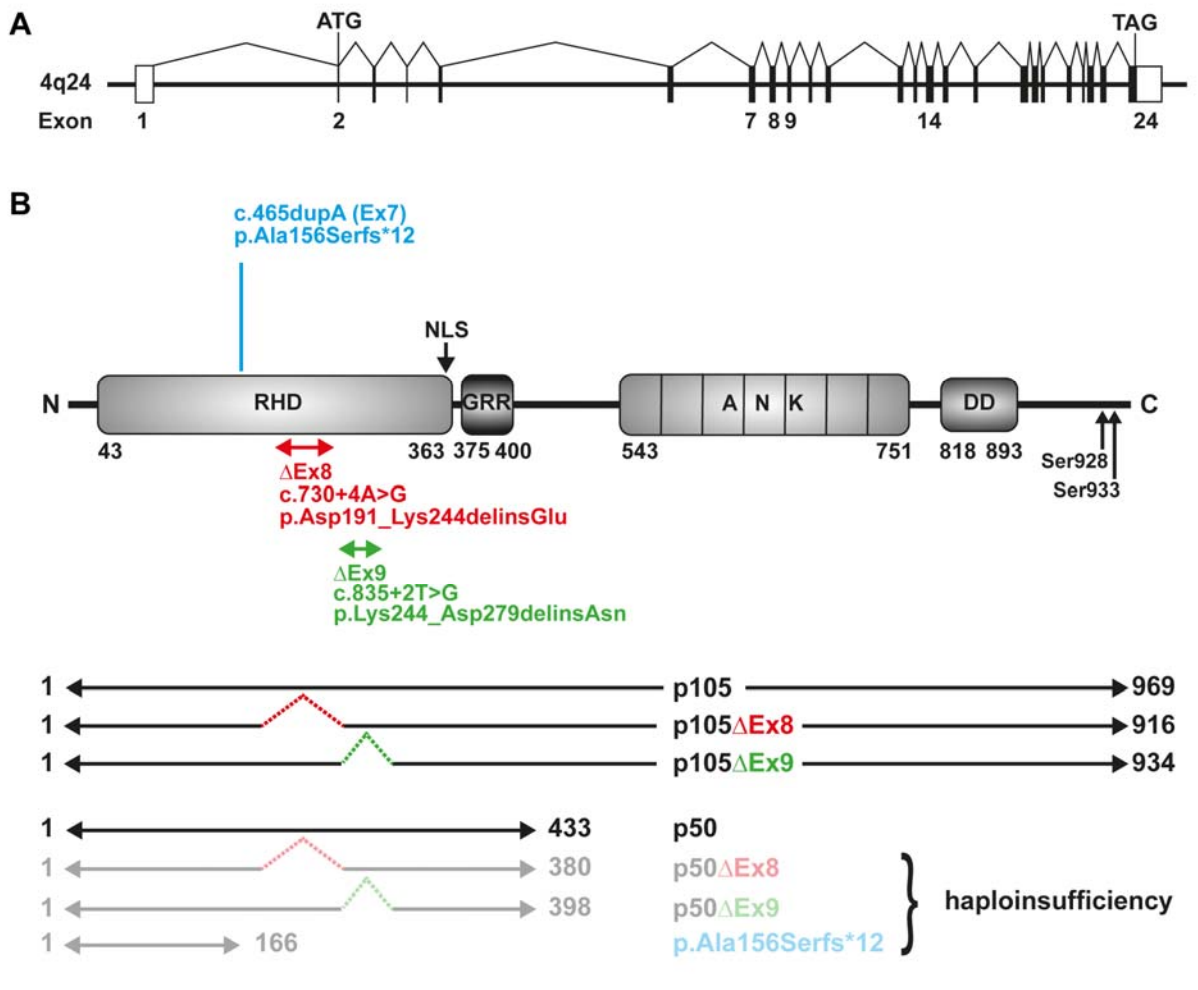 A
ATG TAG
4q24
Exon 1 2 7 8 9 14 24
B
c.465dupA (Ex7)
p.Ala156Serfs*12
NLS
N RHD GRR A N K DD C
43 363 375 400 543 751 818 893
Ser928
Ser933
ΔEx8
c.730+4A>G
p.Asp191_Lys244delinsGlu
ΔEx9
c.835+2T>G
p.Lys244_Asp279delinsAsn
1 p105 969
1 p105ΔEx8 916
1 p105ΔEx9 934
1 433 p50
1 380 p50ΔEx8
1 398 p50ΔEx9
1 166 p.Ala156Serfs*12
} haploinsufficiency